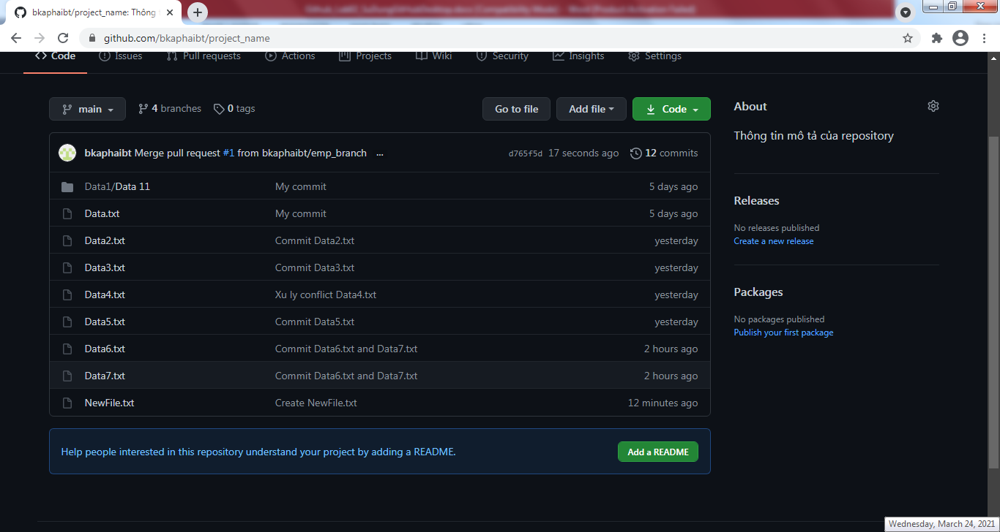 bkaphaibt/project_name: Thông
github.com/bkaphaibt/project_name
Code Issues Pull requests Actions Projects Wiki Security Insights Settings
main 4 branches 0 tags Go to file Add file Code
bkaphaibt Merge pull request #1 from bkaphaibt/emp_branch ... d765f5d 17 seconds ago 12 commits
Data1/Data 11 My commit 5 days ago
Data.txt My commit 5 days ago
Data2.txt Commit Data2.txt yesterday
Data3.txt Commit Data3.txt yesterday
Data4.txt Xu ly conflict Data4.txt yesterday
Data5.txt Commit Data5.txt yesterday
Data6.txt Commit Data6.txt and Data7.txt 2 hours ago
Data7.txt Commit Data6.txt and Data7.txt 2 hours ago
NewFile.txt Create NewFile.txt 12 minutes ago
Help people interested in this repository understand your project by adding a README. Add a README
About
Thông tin mô tả của repository
Releases
No releases published
Create a new release
Packages
No packages published
Publish your first package
Wednesday, March 24, 2021